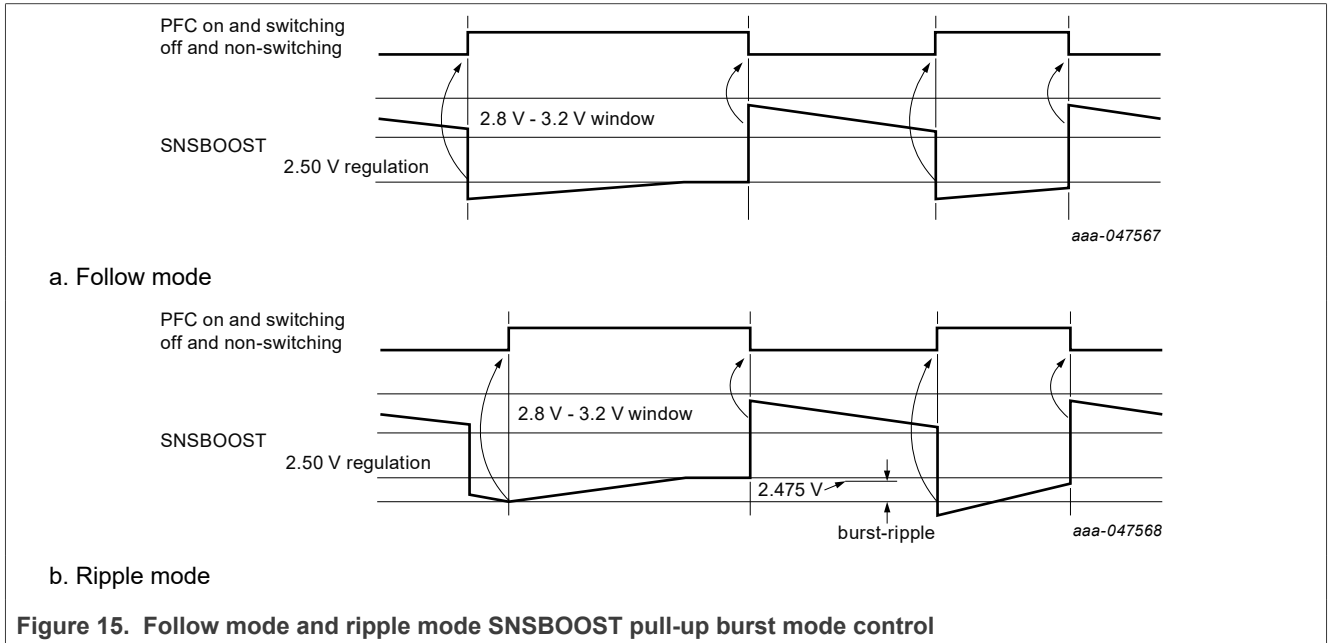 PFC on and switching
off and non-switching
2.8 V - 3.2 V window
SNSBOOST
2.50 V regulation
aaa-047567
a. Follow mode
PFC on and switching
off and non-switching
2.8 V - 3.2 V window
SNSBOOST
2.50 V regulation
2.475 V
burst-ripple
aaa-047568
b. Ripple mode
Figure 15. Follow mode and ripple mode SNSBOOST pull-up burst mode control